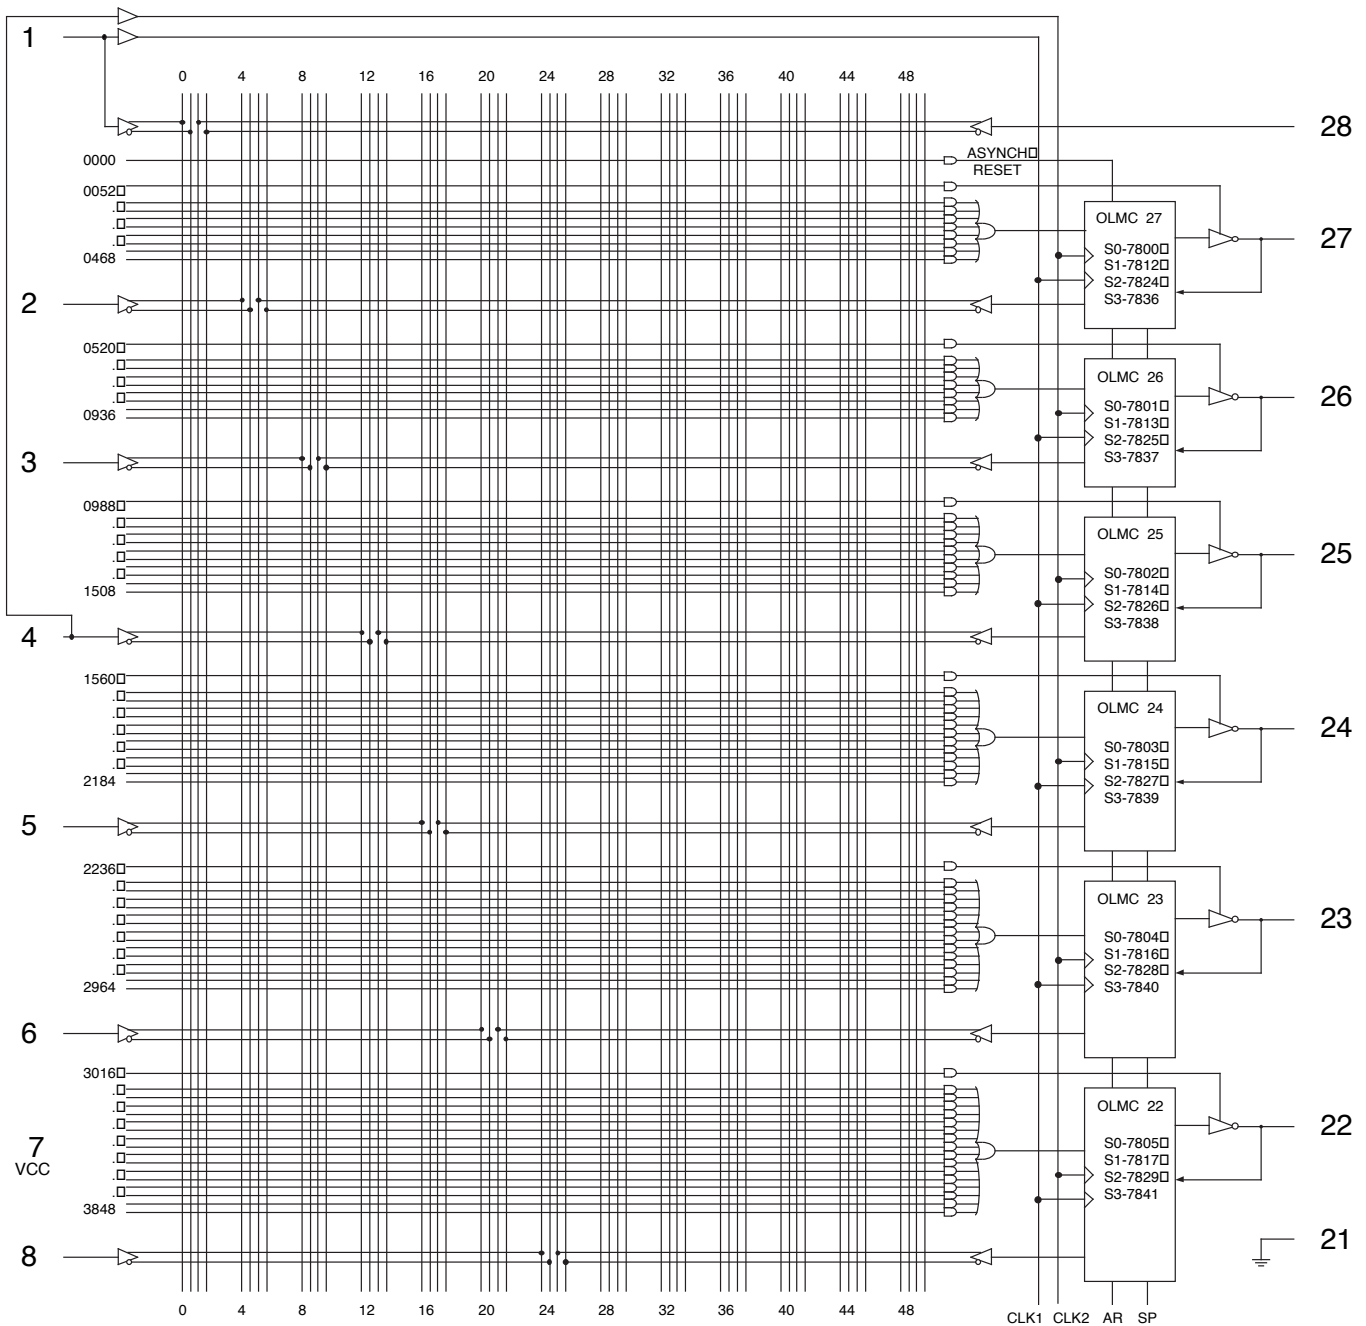 1
0 4 8 12 16 20 24 28 32 36 40 44 48
28
0000
ASYNCH
RESET
0052
.
.
.
0468
OLMC 27
S0-7800
S1-7812
S2-7824
S3-7836
27
2
0520
.
.
.
0936
OLMC 26
S0-7801
S1-7813
S2-7825
S3-7837
26
3
0988
.
.
.
.
1508
OLMC 25
S0-7802
S1-7814
S2-7826
S3-7838
25
4
1560
.
.
.
.
.
2184
OLMC 24
S0-7803
S1-7815
S2-7827
S3-7839
24
5
2236
.
.
.
.
.
.
2964
OLMC 23
S0-7804
S1-7816
S2-7828
S3-7840
23
6
3016
.
.
.
.
.
.
.
3848
OLMC 22
S0-7805
S1-7817
S2-7829
S3-7841
22
7
VCC
21
8
0 4 8 12 16 20 24 28 32 36 40 44 48
CLK1 CLK2 AR SP